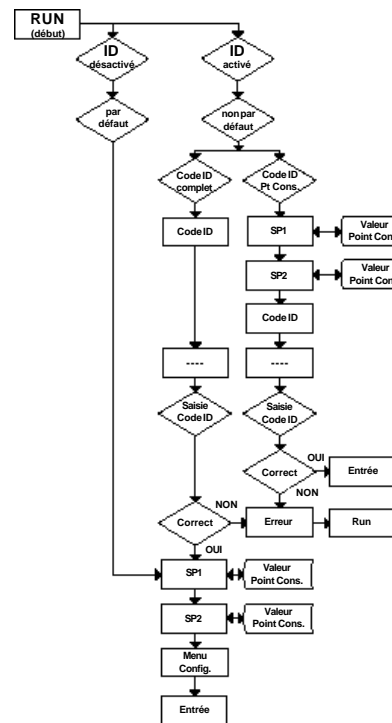 RUN
(début)
ID
désactivé
ID
activé
par
défaut
non par
défaut
Code ID
complet
Code ID
Pt Cons.
Code ID
SP1
Valeur
Point Con
SP2
Valeur
Point Con
Code ID
----
----
Saisie
Code ID
Saisie
Code ID
OUI
Correct
Entrée
NON
NON
Correct
Erreur
Run
OUI
SP1
Valeur
Point Cons.
SP2
Valeur
Point Cons.
Menu
Config.
Entrée